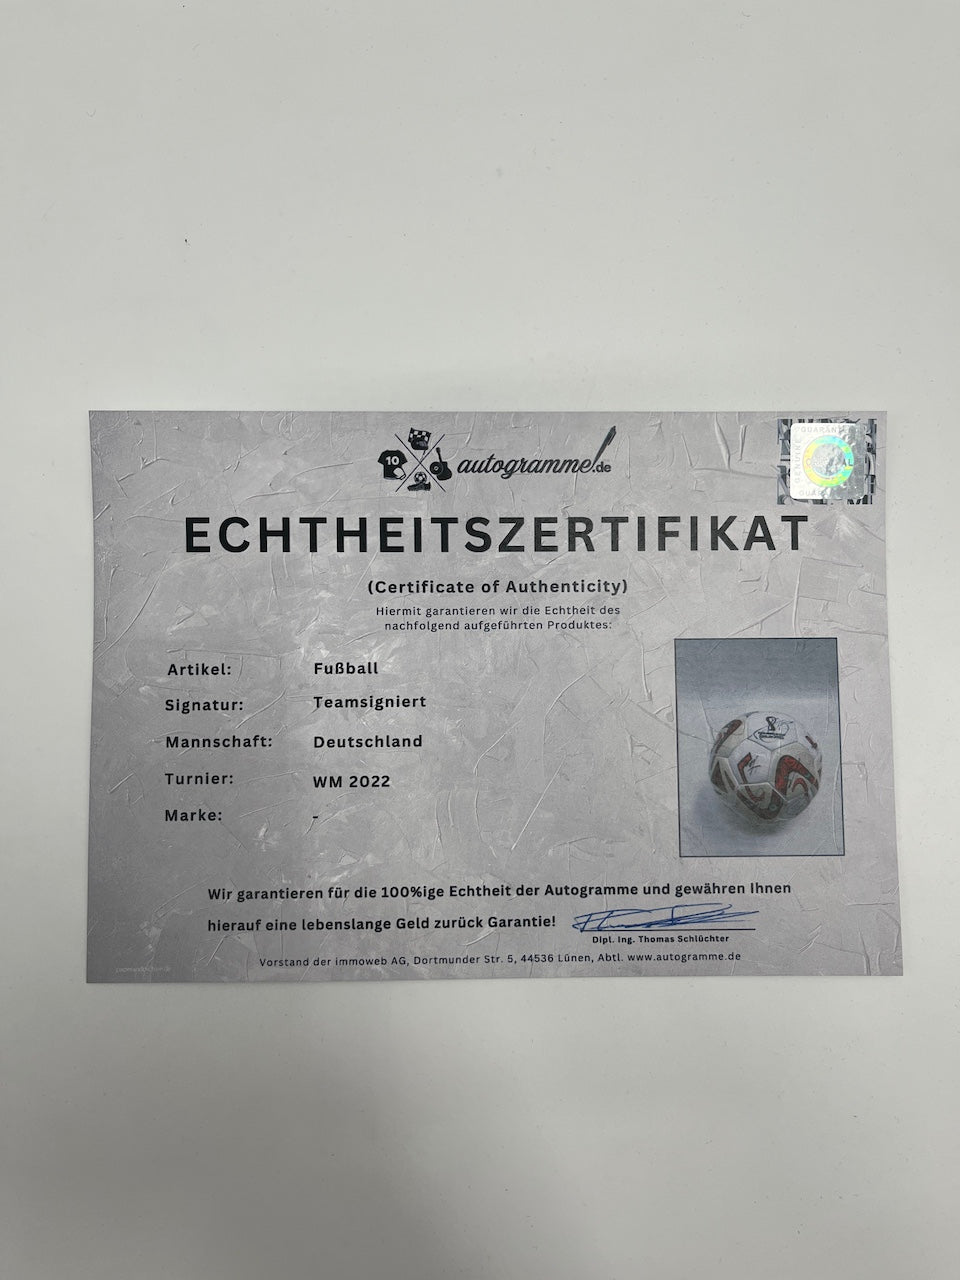 10
autogramme!.de
GUARANTEE
GENUINE
ECHTHEITSZERTIFIKAT
(Certificate of Authenticity)
Hiermit garantieren wir die Echtheit des
nachfolgend aufgeführten Produktes:
Artikel: Fußball
Signatur: Teamsigniert
Mannschaft: Deutschland
Turnier: WM 2022
Marke: -
Wir garantieren für die 100%ige Echtheit der Autogramme und gewähren Ihnen
hierauf eine lebenslange Geld zurück Garantie!
Dipl. Ing. Thomas Schlüchter
Vorstand der immoweb AG, Dortmunder Str. 5, 44536 Lünen, Abtl. www.autogramme.de